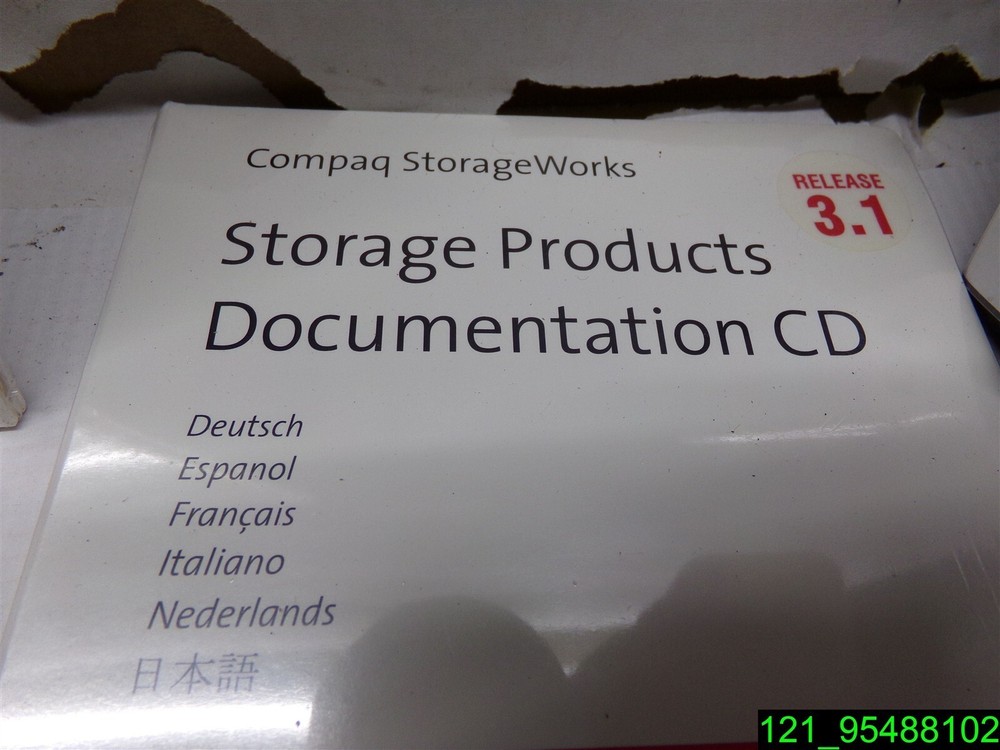 Compaq StorageWorks
RELEASE
3.1
Storage Products
Documentation CD
Deutsch
Espanol
Français
Italiano
Nederlands
日本語
121_95488102